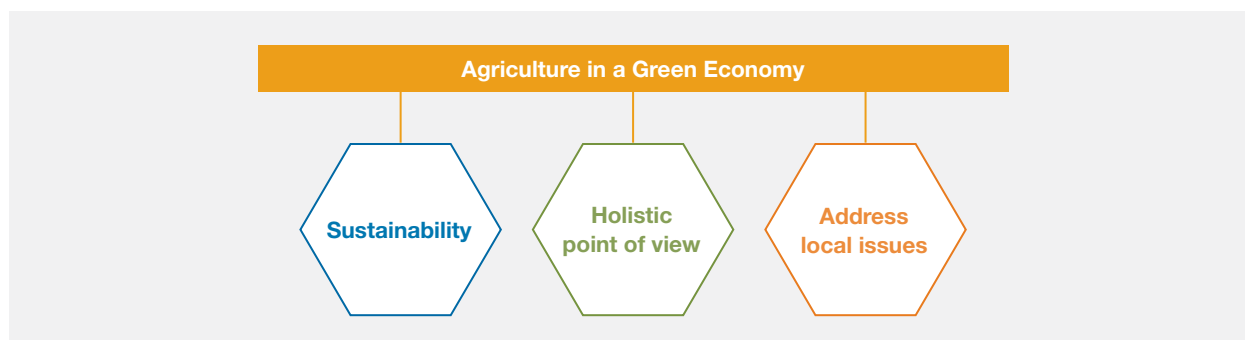 Agriculture in a Green Economy
Sustainability
Holistic
point of view
Address
local issues